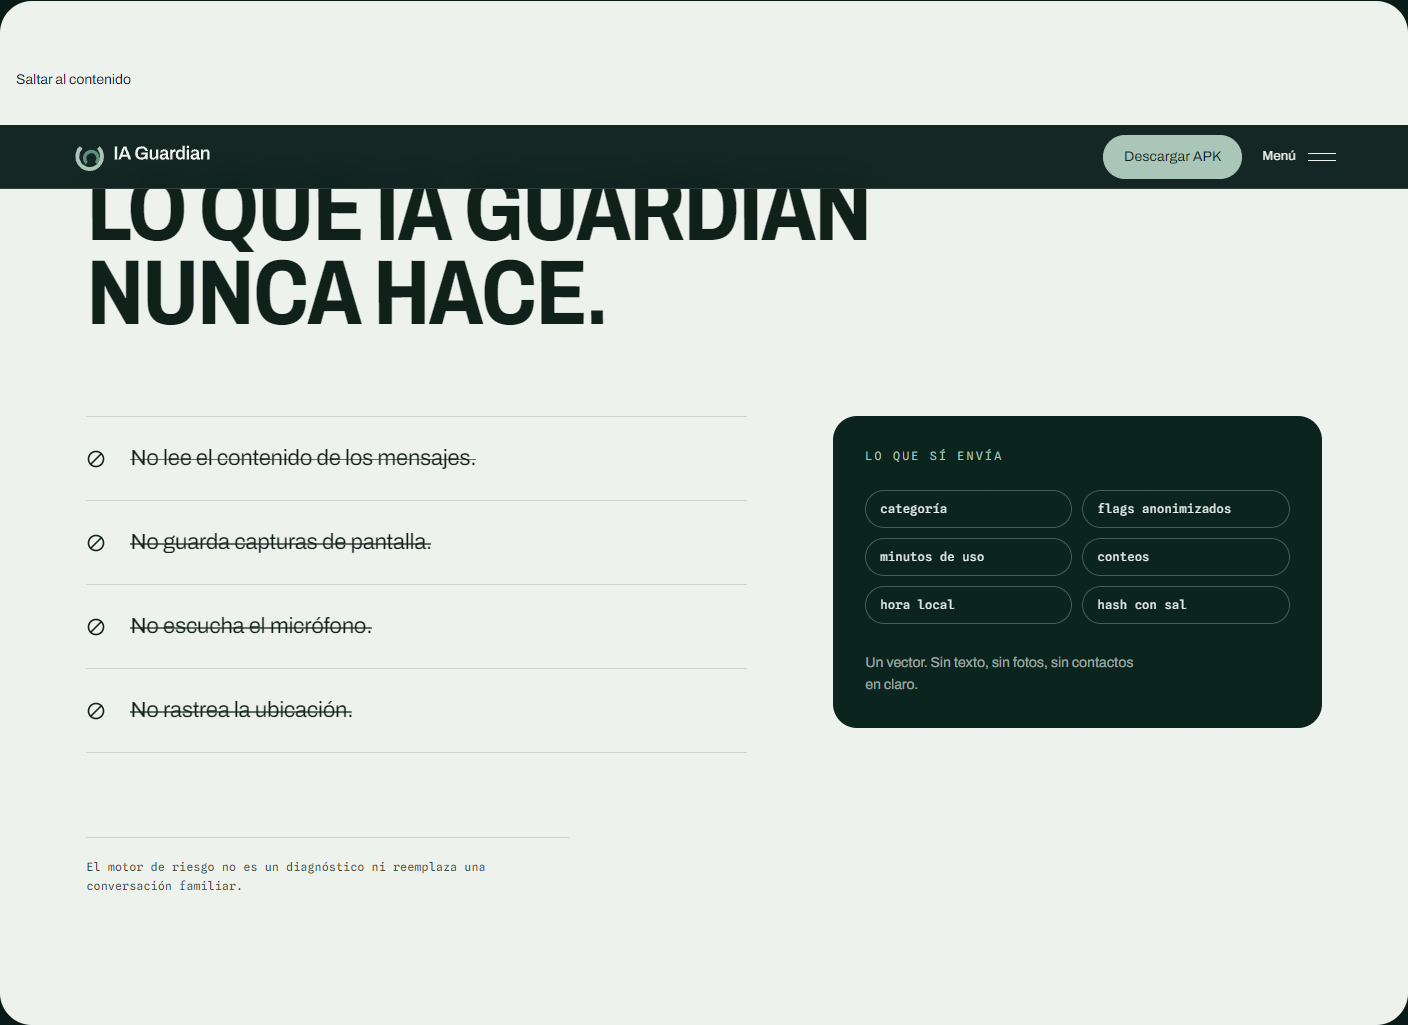 Saltar al contenido
IA Guardian
Descargar APK
Menú
LO QUE IA GUARDIAN
NUNCA HACE.
No lee el contenido de los mensajes.
No guarda capturas de pantalla.
No escucha el micrófono.
No rastrea la ubicación.
LO QUE SÍ ENVÍA
categoría
flags anonimizados
minutos de uso
conteos
hora local
hash con sal
Un vector. Sin texto, sin fotos, sin contactos
en claro.
El motor de riesgo no es un diagnóstico ni reemplaza una
conversación familiar.